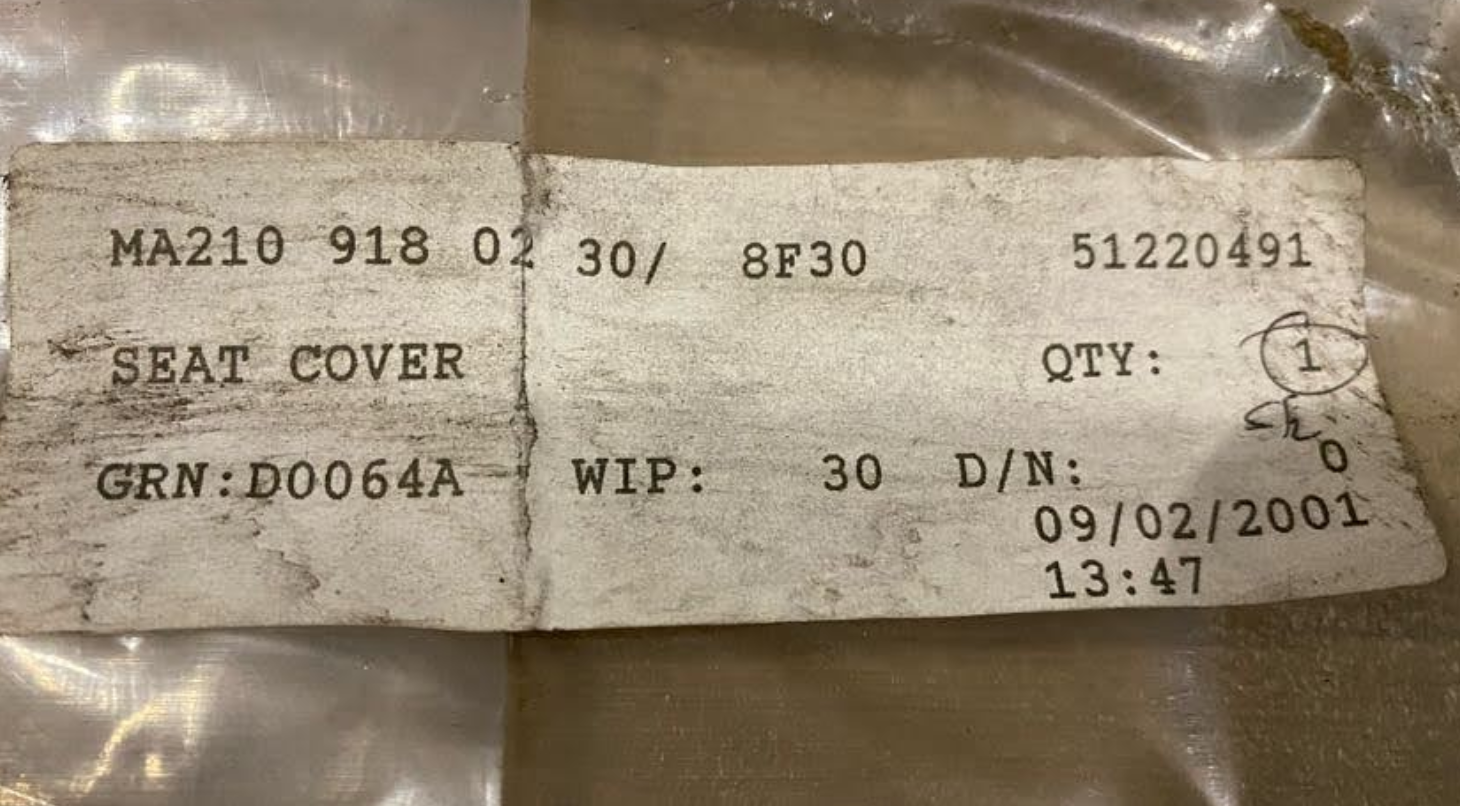 MA210 918 02 30/ 8F30 51220491
SEAT COVER QTY: 1
GRN:D0064A WIP: 30 D/N: 0
09/02/2001
13:47